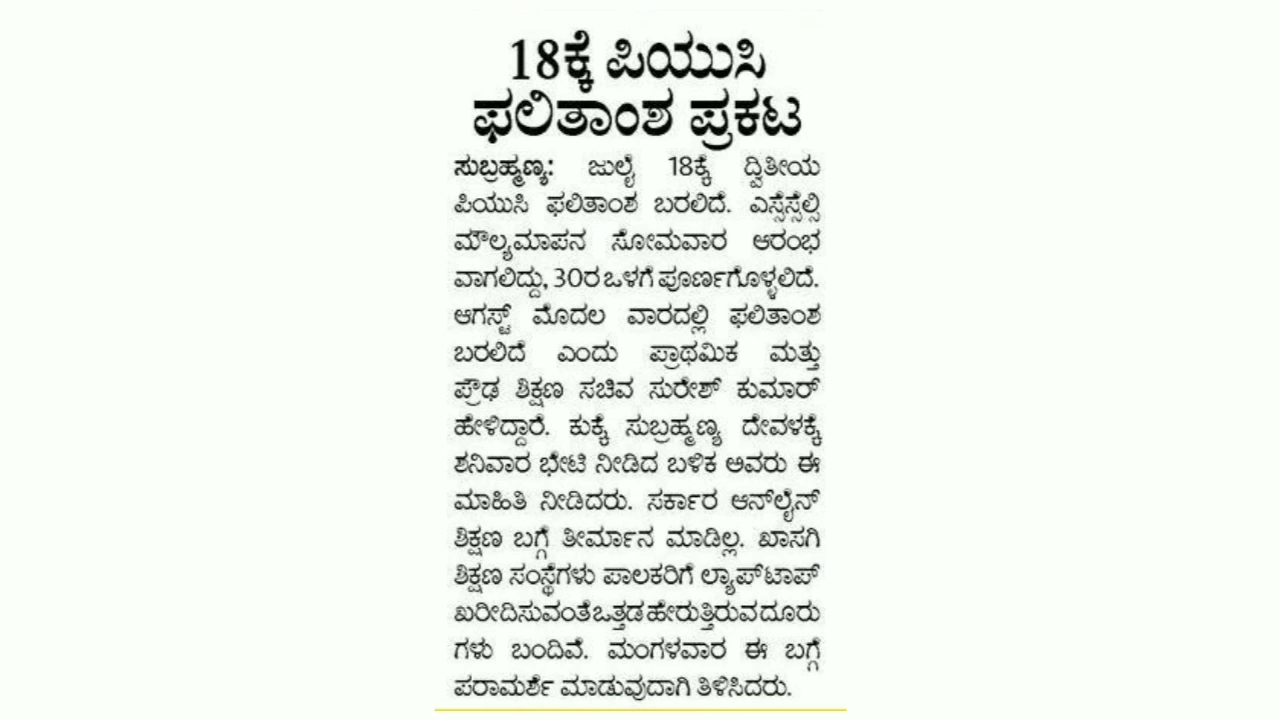 18ಕ್ಕೆ ಪಿಯುಸಿ
ಫಲಿತಾಂಶ ಪ್ರಕಟ
ಸುಬ್ರಹ್ಮಣ್ಯ: ಜುಲೈ 18ಕ್ಕೆ ದ್ವಿತೀಯ
ಪಿಯುಸಿ ಫಲಿತಾಂಶ ಬರಲಿದೆ. ಎಸ್ಸೆಸ್ಸೆಲ್ಸಿ
ಮೌಲ್ಯಮಾಪನ ಸೋಮವಾರ ಆರಂಭ
ವಾಗಲಿದ್ದು, 30ರ ಒಳಗೆ ಪೂರ್ಣಗೊಳ್ಳಲಿದೆ.
ಆಗಸ್ಟ್ ಮೊದಲ ವಾರದಲ್ಲಿ ಫಲಿತಾಂಶ
ಬರಲಿದೆ ಎಂದು ಪ್ರಾಥಮಿಕ ಮತ್ತು
ಪ್ರೌಢ ಶಿಕ್ಷಣ ಸಚಿವ ಸುರೇಶ್ ಕುಮಾರ್
ಹೇಳಿದ್ದಾರೆ. ಕುಕ್ಕೆ ಸುಬ್ರಹ್ಮಣ್ಯ ದೇವಳಕ್ಕೆ
ಶನಿವಾರ ಭೇಟಿ ನೀಡಿದ ಬಳಿಕ ಅವರು ಈ
ಮಾಹಿತಿ ನೀಡಿದರು. ಸರ್ಕಾರ ಆನ್‌ಲೈನ್
ಶಿಕ್ಷಣ ಬಗ್ಗೆ ತೀರ್ಮಾನ ಮಾಡಿಲ್ಲ. ಖಾಸಗಿ
ಶಿಕ್ಷಣ ಸಂಸ್ಥೆಗಳು ಪಾಲಕರಿಗೆ ಲ್ಯಾಪ್‌ಟಾಪ್
ಖರೀದಿಸುವಂತೆ ಒತ್ತಡ ಹೇರುತ್ತಿರುವ ದೂರು
ಗಳು ಬಂದಿವೆ. ಮಂಗಳವಾರ ಈ ಬಗ್ಗೆ
ಪರಾಮರ್ಶೆ ಮಾಡುವುದಾಗಿ ತಿಳಿಸಿದರು.